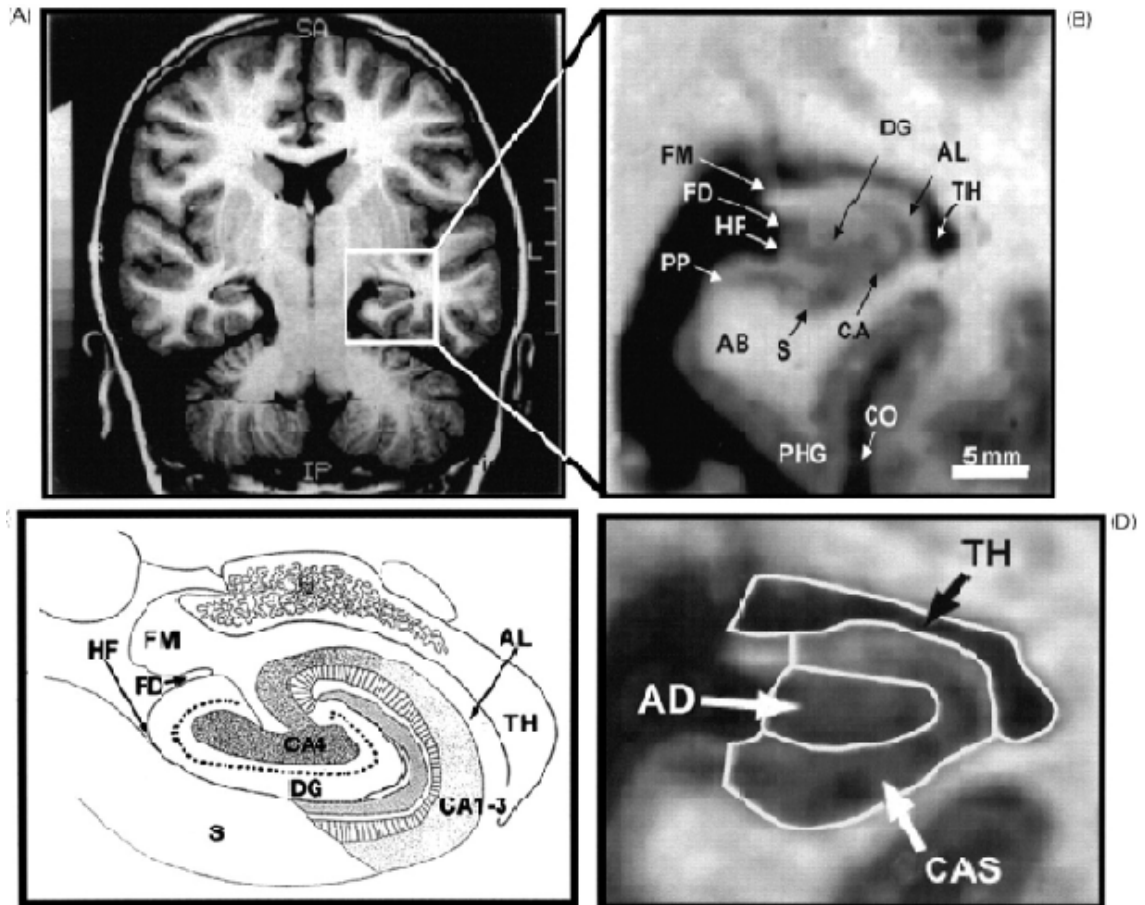 (A)
SA
R
L
IP
(B)
DG
FM
AL
FD
TH
HF
PP
CA
AB
S
CO
PHG
5 mm
FM
HF
AL
FD
TH
CA4
DG
CA1-3
S
(D)
TH
AD
CAS